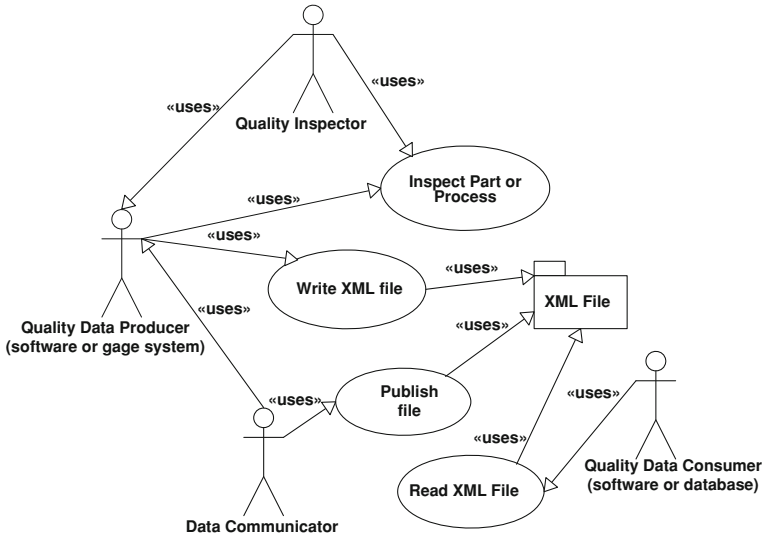 «uses»
«uses»
Quality Inspector
Inspect Part or
Process
«uses»
«uses»
«uses»
Write XML file
XML File
«uses»
Quality Data Producer
(software or gage system)
«uses»
Publish
file
«uses»
«uses»
«uses»
Quality Data Consumer
(software or database)
Read XML File
Data Communicator